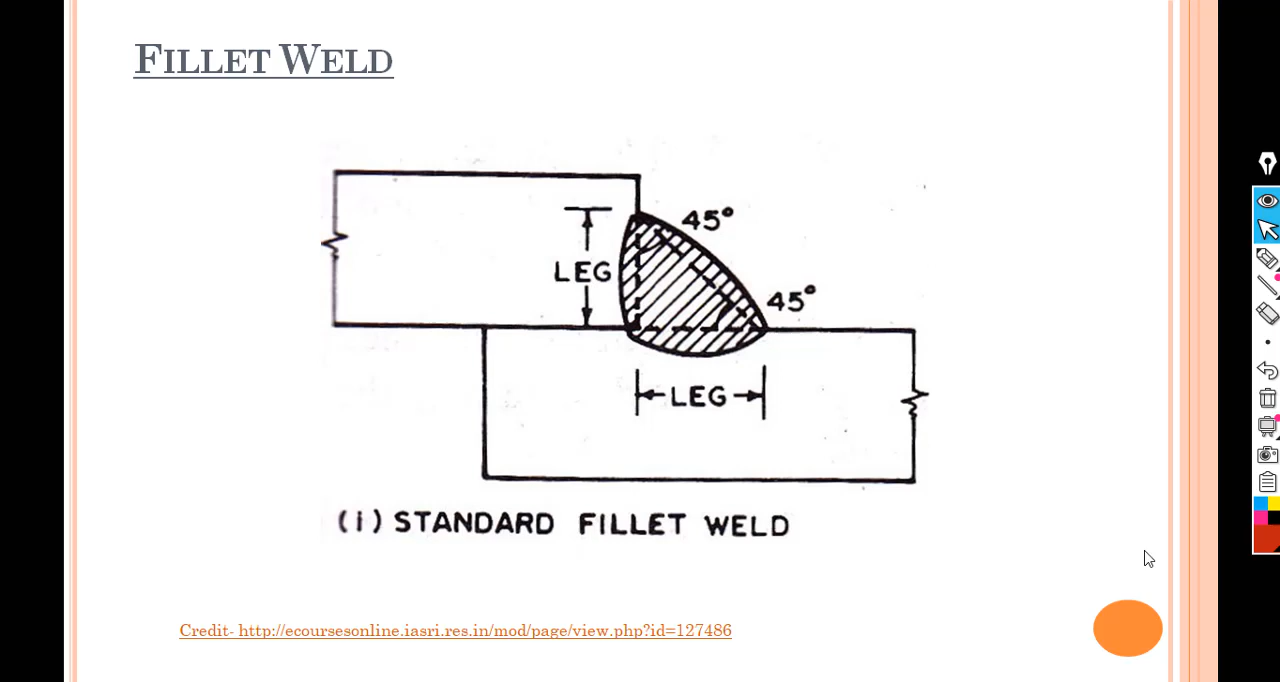 FILLET WELD
45°
LEG
45°
LEG
(i) STANDARD FILLET WELD
Credit- http://ecoursesonline.iasri.res.in/mod/page/view.php?id=127486